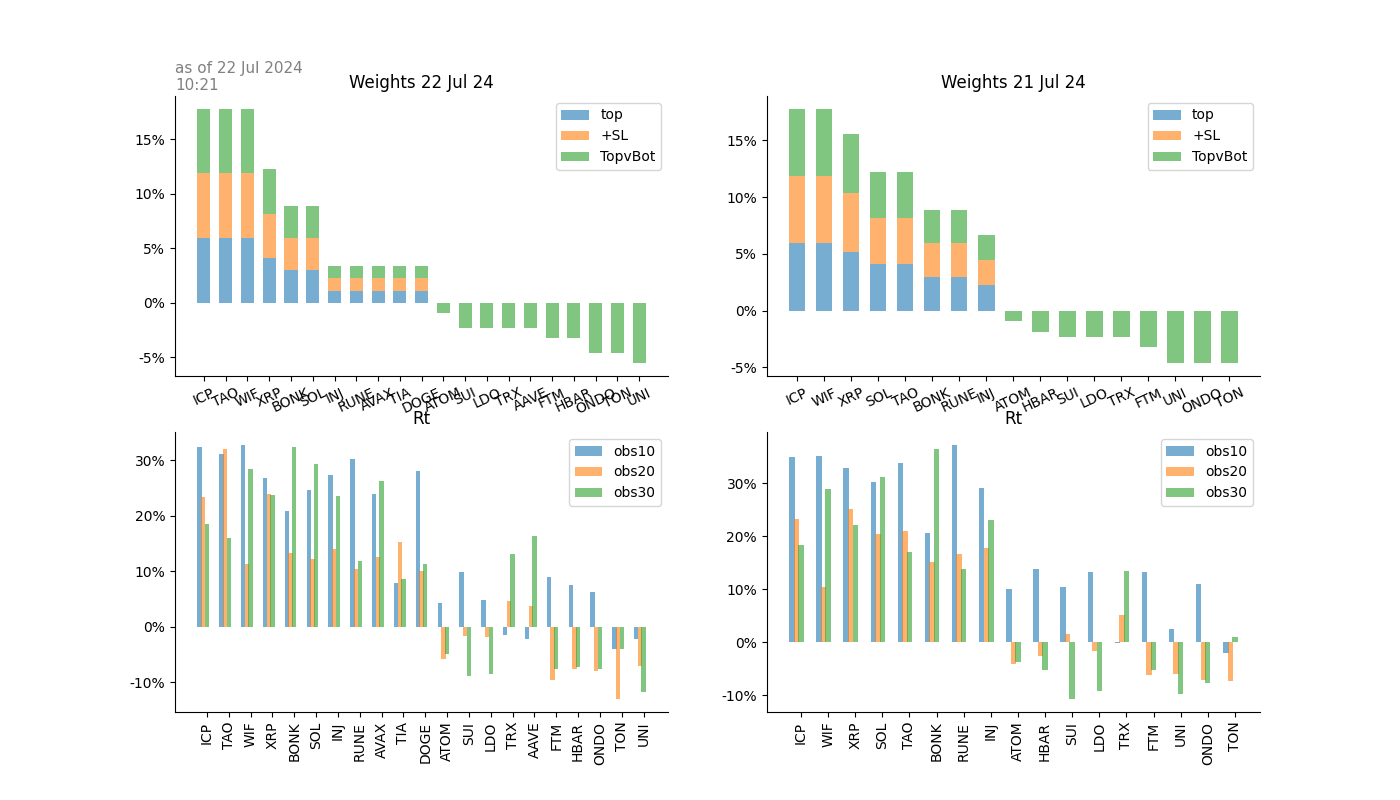 as of 22 Jul 2024
10:21
Weights 22 Jul 24
top
+SL
TopvBot
15%
10%
5%
0%
-5%
ICP TAO WIF XRP BONK SOL INJ RUNE AVAX TIA DOGE ATOM SUI LDO TRX AAVE FTM HBAR ONDO TON UNI
Weights 21 Jul 24
top
+SL
TopvBot
15%
10%
5%
0%
-5%
ICP WIF XRP SOL TAO BONK RUNE INJ ATOM HBAR SUI LDO TRX FTM UNI ONDO TON
Rt
obs10
obs20
obs30
30%
20%
10%
0%
-10%
ICP TAO WIF XRP BONK SOL INJ RUNE AVAX TIA DOGE ATOM SUI LDO TRX AAVE FTM HBAR ONDO TON UNI
Rt
obs10
obs20
obs30
30%
20%
10%
0%
-10%
ICP WIF XRP SOL TAO BONK RUNE INJ ATOM HBAR SUI LDO TRX FTM UNI ONDO TON